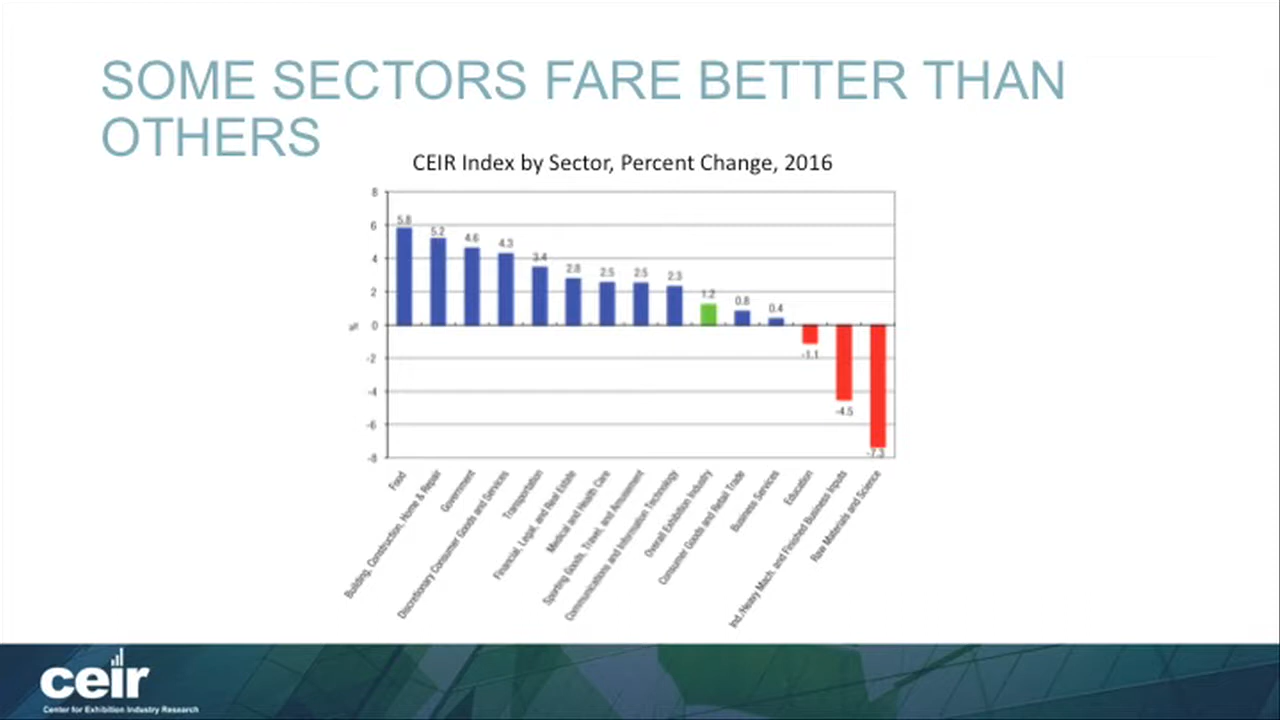 SOME SECTORS FARE BETTER THAN
OTHERS
CEIR Index by Sector, Percent Change, 2016
8
6
4
2
0
-2
-4
-6
-8
%
5.8
5.2
4.6
4.3
3.4
2.8
2.5
2.5
2.3
1.2
0.8
0.4
-1.1
-4.5
-7.3
Food
Building, Construction, Home & Repair
Government
Discretionary Consumer Goods and Services
Transportation
Financial, Legal, and Real Estate
Medical and Health Care
Sporting Goods, Travel, and Amusement
Communications and Information Technology
Overall Exhibition Industry
Consumer Goods and Retail Trade
Business Services
Education
Ind./Heavy Mach. and Finished Business Inputs
Raw Materials and Science
ceir
Center for Exhibition Industry Research